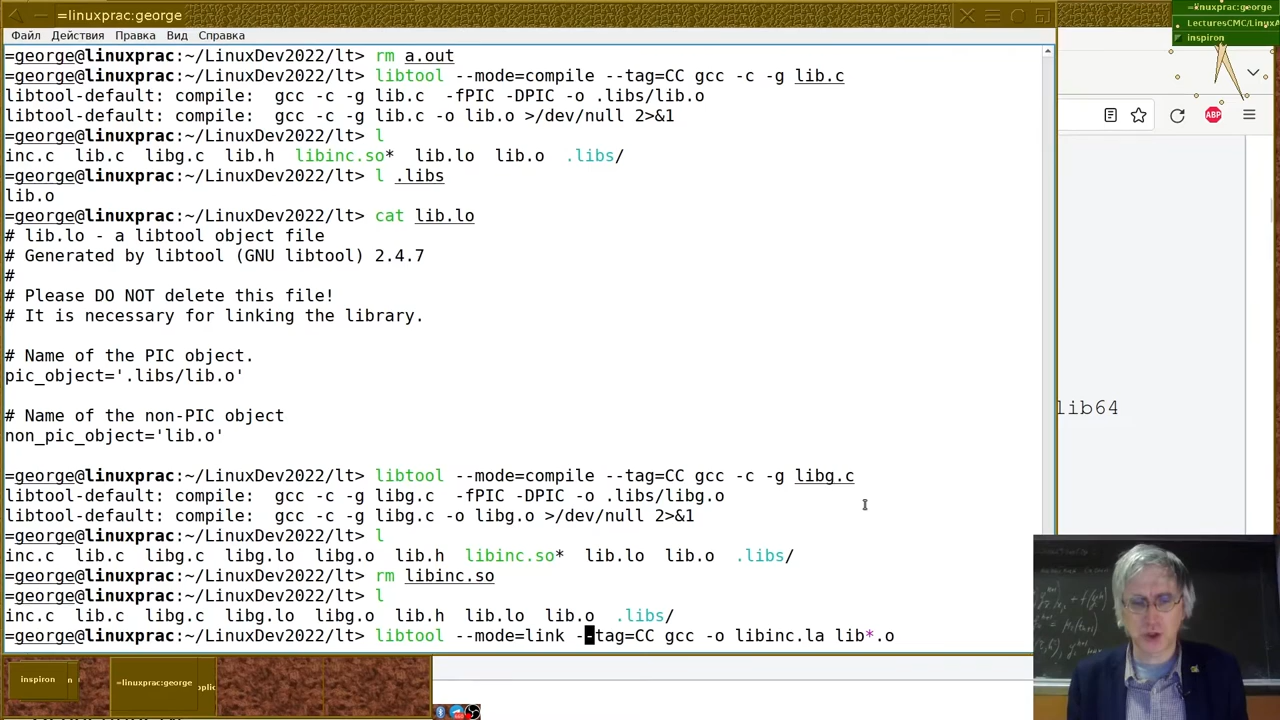 =linuxprac:george
Файл Действия Правка Вид Справка
=george@linuxprac:~/LinuxDev2022/lt> rm a.out
=george@linuxprac:~/LinuxDev2022/lt> libtool --mode=compile --tag=CC gcc -c -g lib.c
libtool-default: compile:  gcc -c -g lib.c  -fPIC -DPIC -o .libs/lib.o
libtool-default: compile:  gcc -c -g lib.c -o lib.o >/dev/null 2>&1
=george@linuxprac:~/LinuxDev2022/lt> l
inc.c  lib.c  libg.c  lib.h  libinc.so*  lib.lo  lib.o  .libs/
=george@linuxprac:~/LinuxDev2022/lt> l .libs
lib.o
=george@linuxprac:~/LinuxDev2022/lt> cat lib.lo
# lib.lo - a libtool object file
# Generated by libtool (GNU libtool) 2.4.7
#
# Please DO NOT delete this file!
# It is necessary for linking the library.
# Name of the PIC object.
pic_object='.libs/lib.o'
# Name of the non-PIC object
non_pic_object='lib.o'
=george@linuxprac:~/LinuxDev2022/lt> libtool --mode=compile --tag=CC gcc -c -g libg.c
libtool-default: compile:  gcc -c -g libg.c  -fPIC -DPIC -o .libs/libg.o
libtool-default: compile:  gcc -c -g libg.c -o libg.o >/dev/null 2>&1
=george@linuxprac:~/LinuxDev2022/lt> l
inc.c  lib.c  libg.c  libg.lo  libg.o  lib.h  libinc.so*  lib.lo  lib.o  .libs/
=george@linuxprac:~/LinuxDev2022/lt> rm libinc.so
=george@linuxprac:~/LinuxDev2022/lt> l
inc.c  lib.c  libg.c  libg.lo  libg.o  lib.h  lib.lo  lib.o  .libs/
=george@linuxprac:~/LinuxDev2022/lt> libtool --mode=link --tag=CC gcc -o libinc.la lib*.o
=linuxprac:george
LecturesCMC/LinuxA
inspiron
ABP
lib64
inspiron
=linuxprac:george